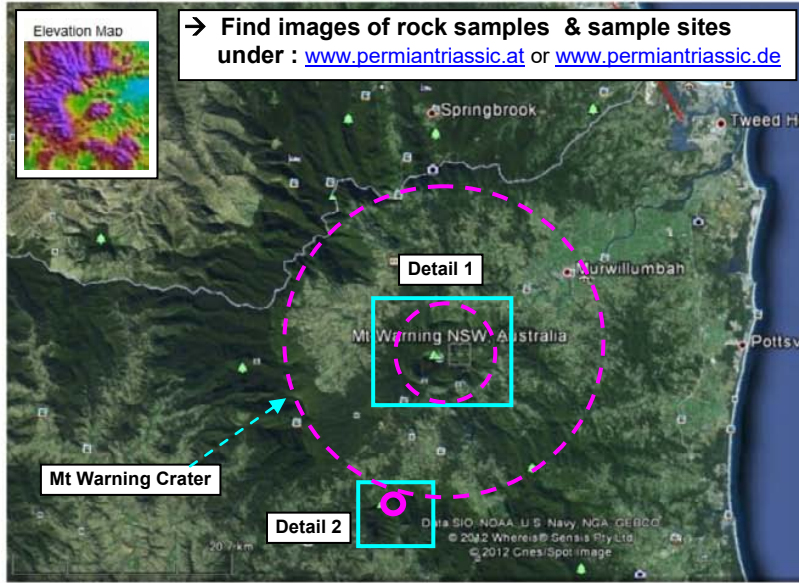 Elevation Map
→ Find images of rock samples & sample sites
under : www.permiantriassic.at or www.permiantriassic.de
Springbrook
Tweed H
Detail 1
Murwillumbah
Mt Warning NSW, Australia
Pottsv
Mt Warning Crater
Detail 2
Data SIO, NOAA, U.S. Navy, NGA, GEBCO
© 2012 Whereis® Sensis Pty Ltd
20.7 km
© 2012 Cnes/Spot Image